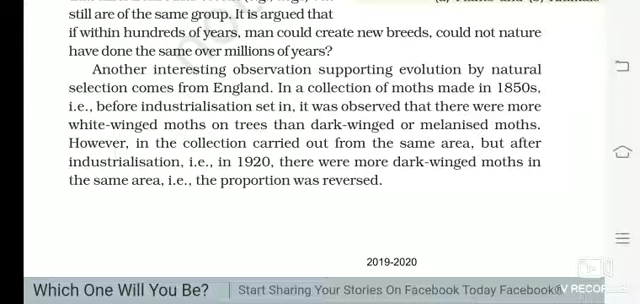 still are of the same group. It is argued that
if within hundreds of years, man could create new breeds, could not nature
have done the same over millions of years?
Another interesting observation supporting evolution by natural
selection comes from England. In a collection of moths made in 1850s,
i.e., before industrialisation set in, it was observed that there were more
white-winged moths on trees than dark-winged or melanised moths.
However, in the collection carried out from the same area, but after
industrialisation, i.e., in 1920, there were more dark-winged moths in
the same area, i.e., the proportion was reversed.
2019-2020
Which One Will You Be? Start Sharing Your Stories On Facebook Today Facebook®